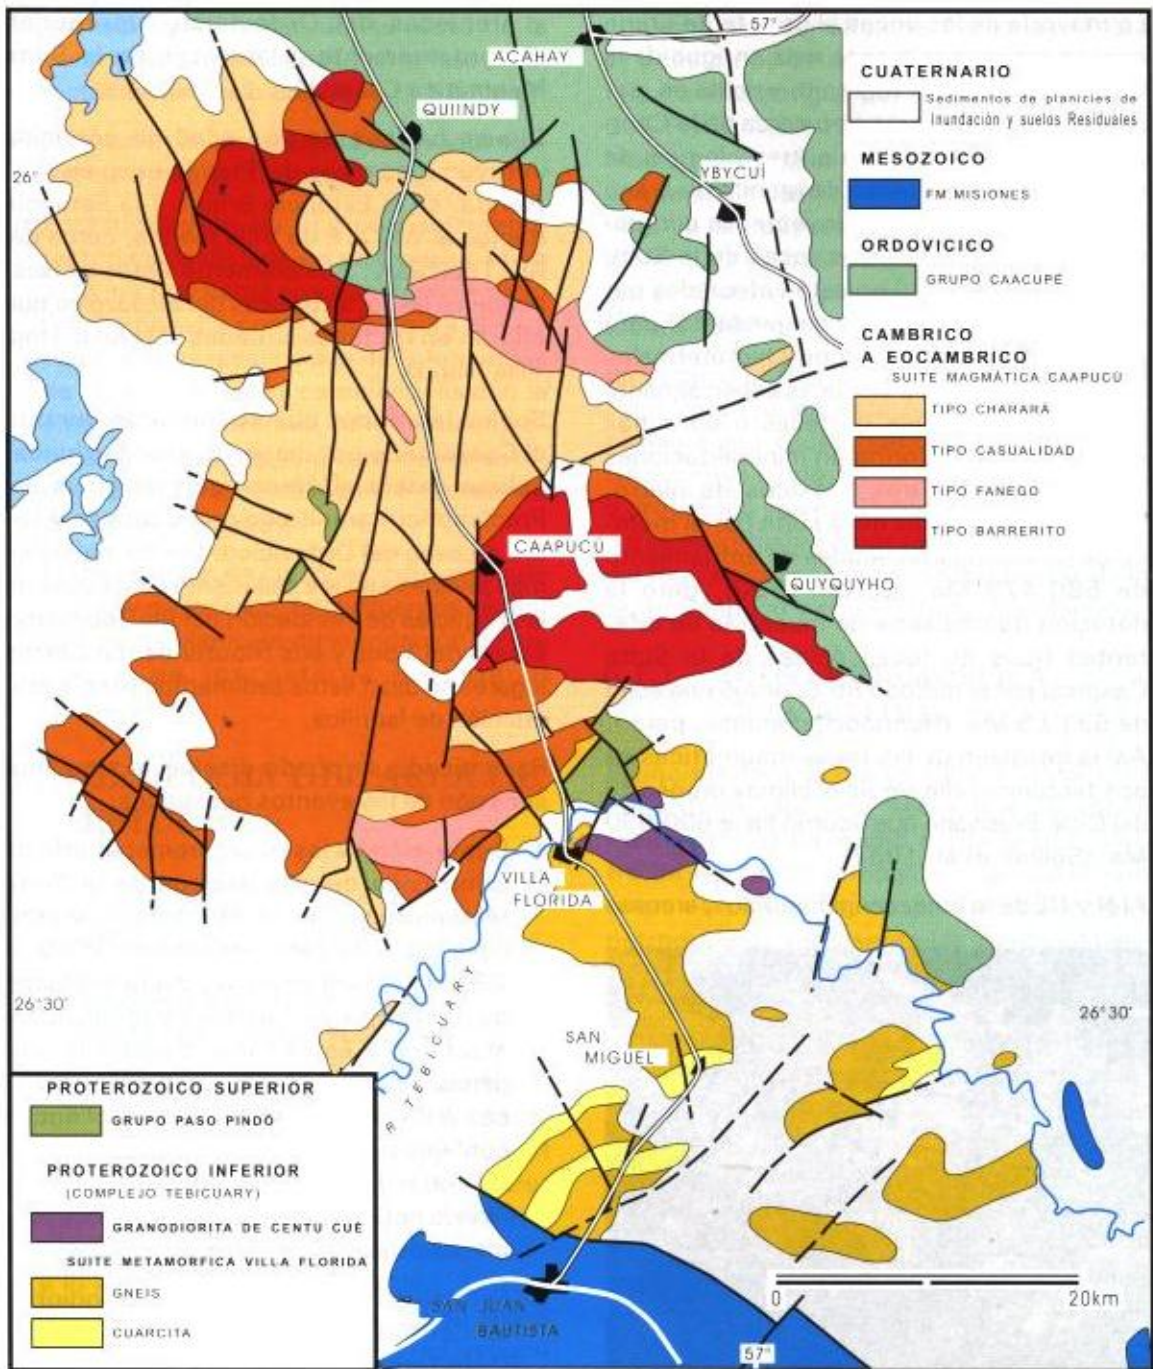 57°
ACAHAY
QUIINDY
26°
YBYCUÍ
CUATERNARIO
Sedimentos de planicies de
Inundación y suelos Residuales
MESOZOICO
FM MISIONES
ORDOVICICO
GRUPO CAACUPÉ
CAMBRICO
A EOCAMBRICO
SUITE MAGMÁTICA CAAPUCÚ
TIPO CHARARÁ
TIPO CASUALIDAD
TIPO FANEGO
TIPO BARRERITO
CAAPUCÚ
QUYQUYHO
VILLA
FLORIDA
26°30'
26°30'
R TEBICUARY
SAN
MIGUEL
PROTEROZOICO SUPERIOR
GRUPO PASO PINDÓ
PROTEROZOICO INFERIOR
(COMPLEJO TEBICUARY)
GRANODIORITA DE CENTU CUÉ
SUITE METAMORFICA VILLA FLORIDA
GNEIS
CUARCITA
SAN JUAN
BAUTISTA
0
20km
57°